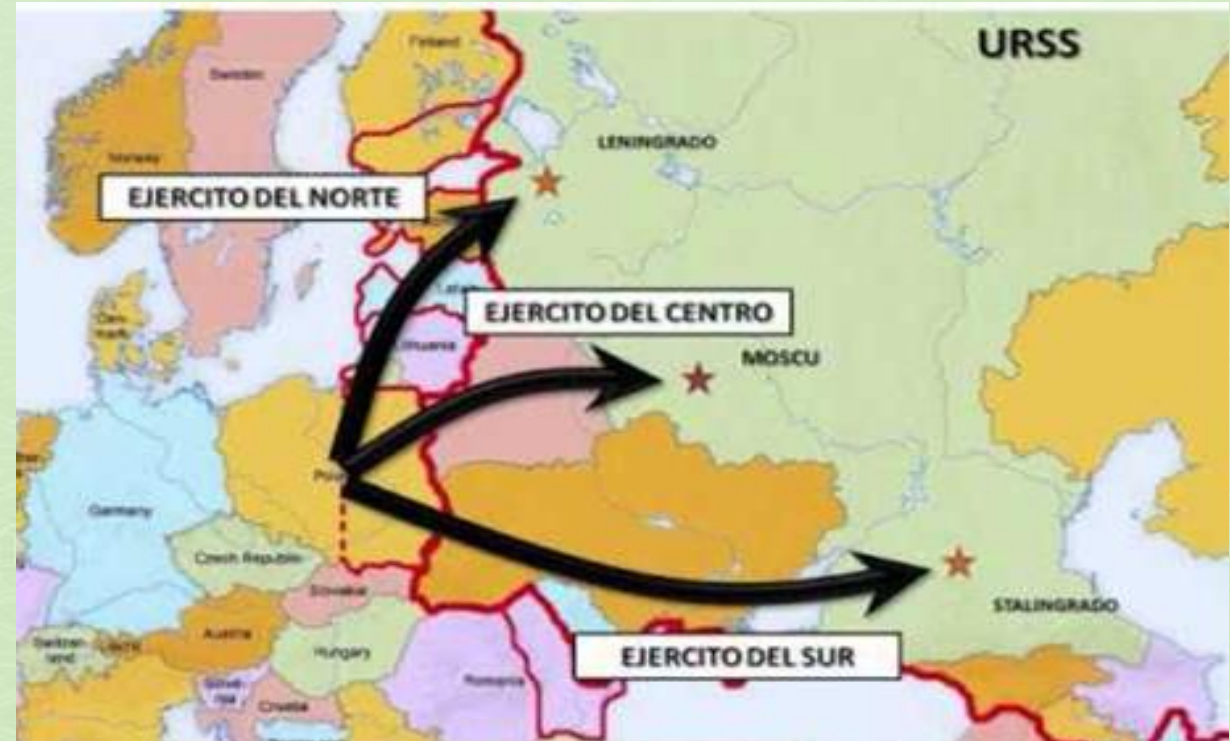 URSS
Finland
Sweden
LENINGRADO
Norway
EJERCITO DEL NORTE
EJERCITO DEL CENTRO
Lithuania
MOSCU
Germany
Czech Republic
Slovakia
STALINGRADO
Austria
Hungary
EJERCITO DEL SUR
Romania
Croatia